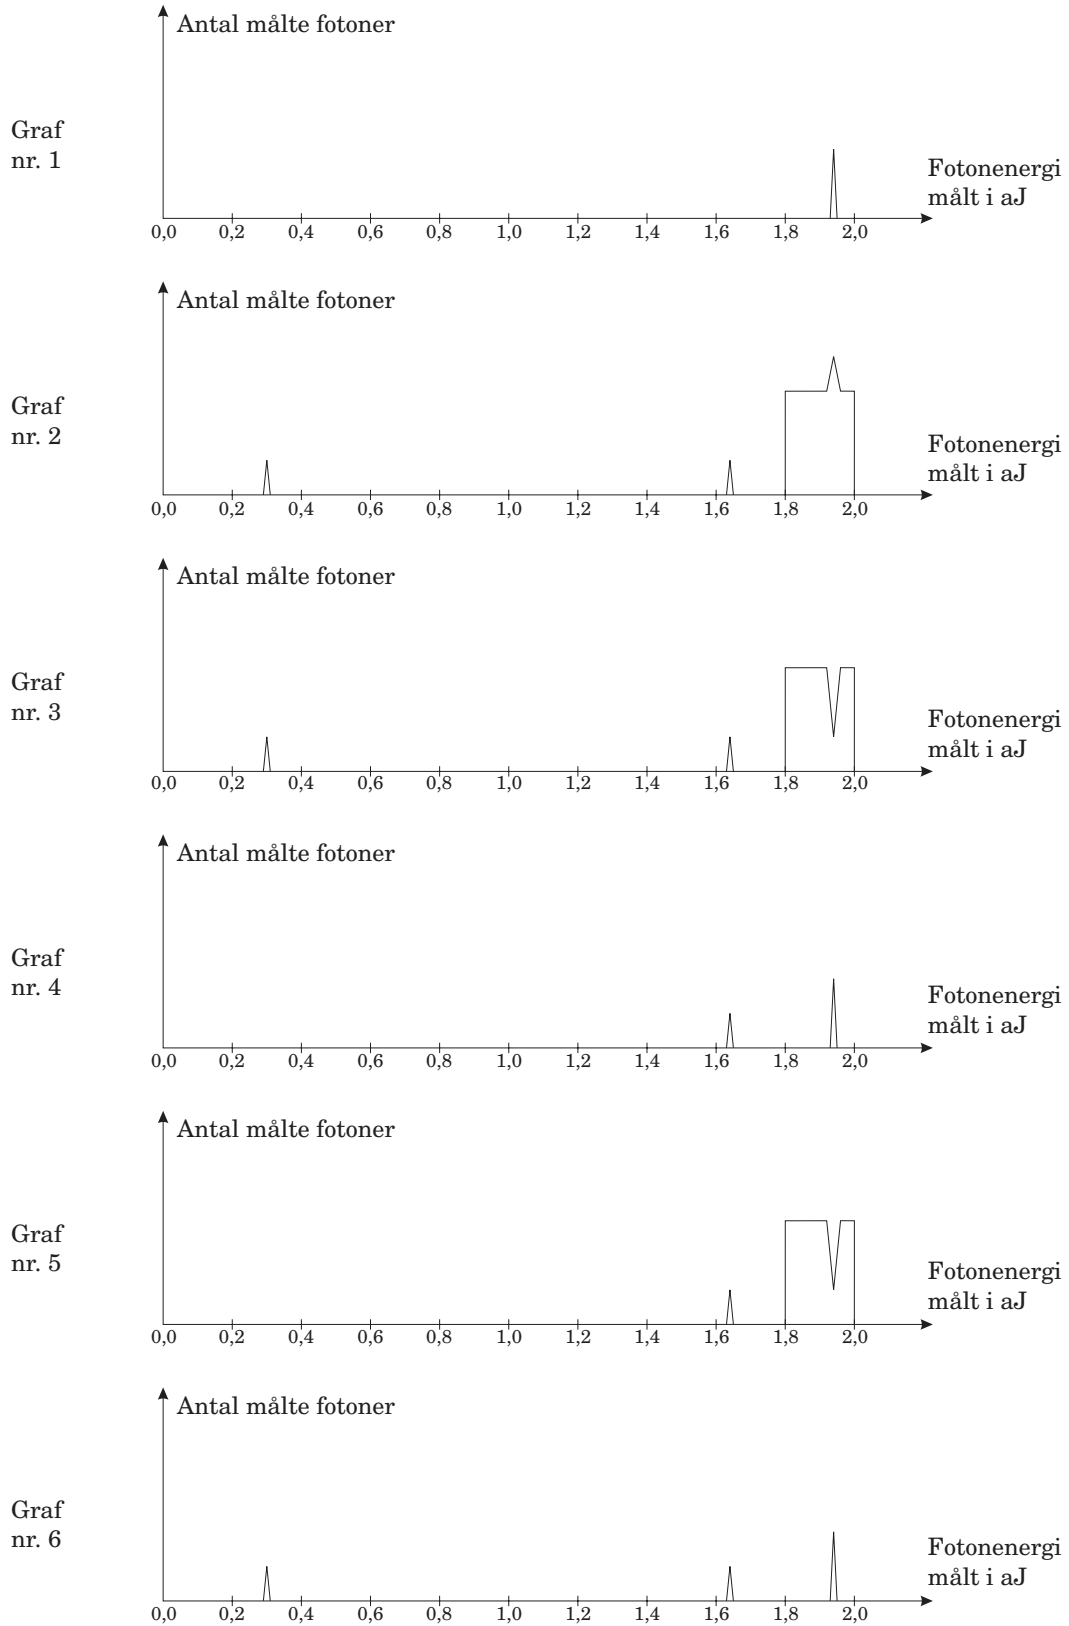 Antal målte fotoner
Graf
nr. 1
Fotonenergi
målt i aJ
0,0 0,2 0,4 0,6 0,8 1,0 1,2 1,4 1,6 1,8 2,0
Antal målte fotoner
Graf
nr. 2
Fotonenergi
målt i aJ
0,0 0,2 0,4 0,6 0,8 1,0 1,2 1,4 1,6 1,8 2,0
Antal målte fotoner
Graf
nr. 3
Fotonenergi
målt i aJ
0,0 0,2 0,4 0,6 0,8 1,0 1,2 1,4 1,6 1,8 2,0
Antal målte fotoner
Graf
nr. 4
Fotonenergi
målt i aJ
0,0 0,2 0,4 0,6 0,8 1,0 1,2 1,4 1,6 1,8 2,0
Antal målte fotoner
Graf
nr. 5
Fotonenergi
målt i aJ
0,0 0,2 0,4 0,6 0,8 1,0 1,2 1,4 1,6 1,8 2,0
Antal målte fotoner
Graf
nr. 6
Fotonenergi
målt i aJ
0,0 0,2 0,4 0,6 0,8 1,0 1,2 1,4 1,6 1,8 2,0